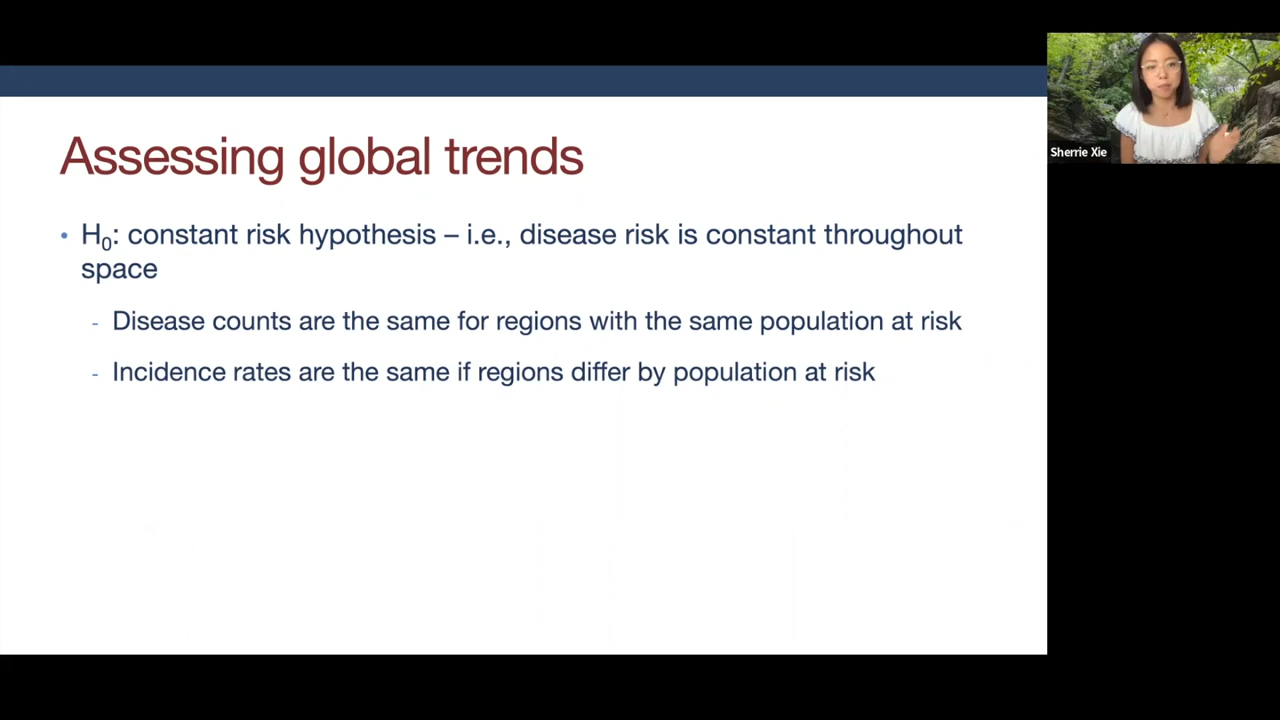 Assessing global trends
• H₀: constant risk hypothesis – i.e., disease risk is constant throughout
space
- Disease counts are the same for regions with the same population at risk
- Incidence rates are the same if regions differ by population at risk
Sherrie Xie